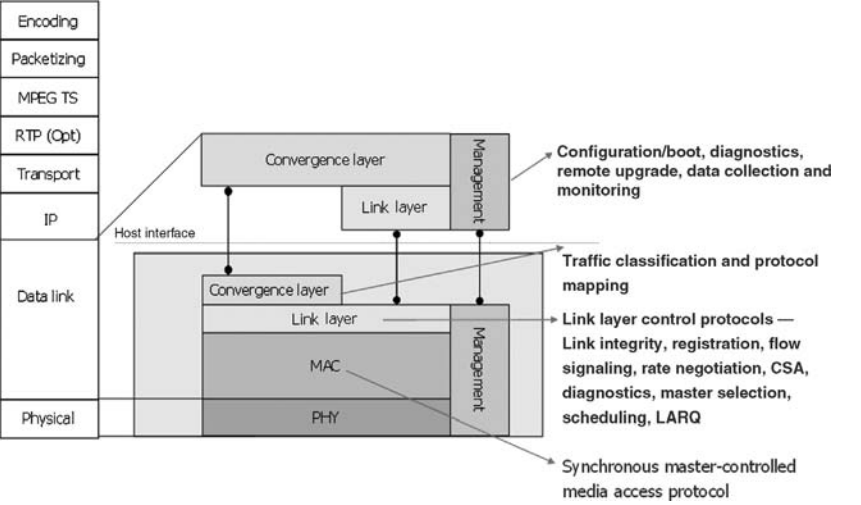 Encoding
Packetizing
MPEG TS
RTP (Opt)
Transport
IP
Data link
Physical
Convergence layer
Management
Link layer
Host interface
Convergence layer
Link layer
MAC
PHY
Management
Configuration/boot, diagnostics,
remote upgrade, data collection and
monitoring
Traffic classification and protocol
mapping
Link layer control protocols —
Link integrity, registration, flow
signaling, rate negotiation, CSA,
diagnostics, master selection,
scheduling, LARQ
Synchronous master-controlled
media access protocol